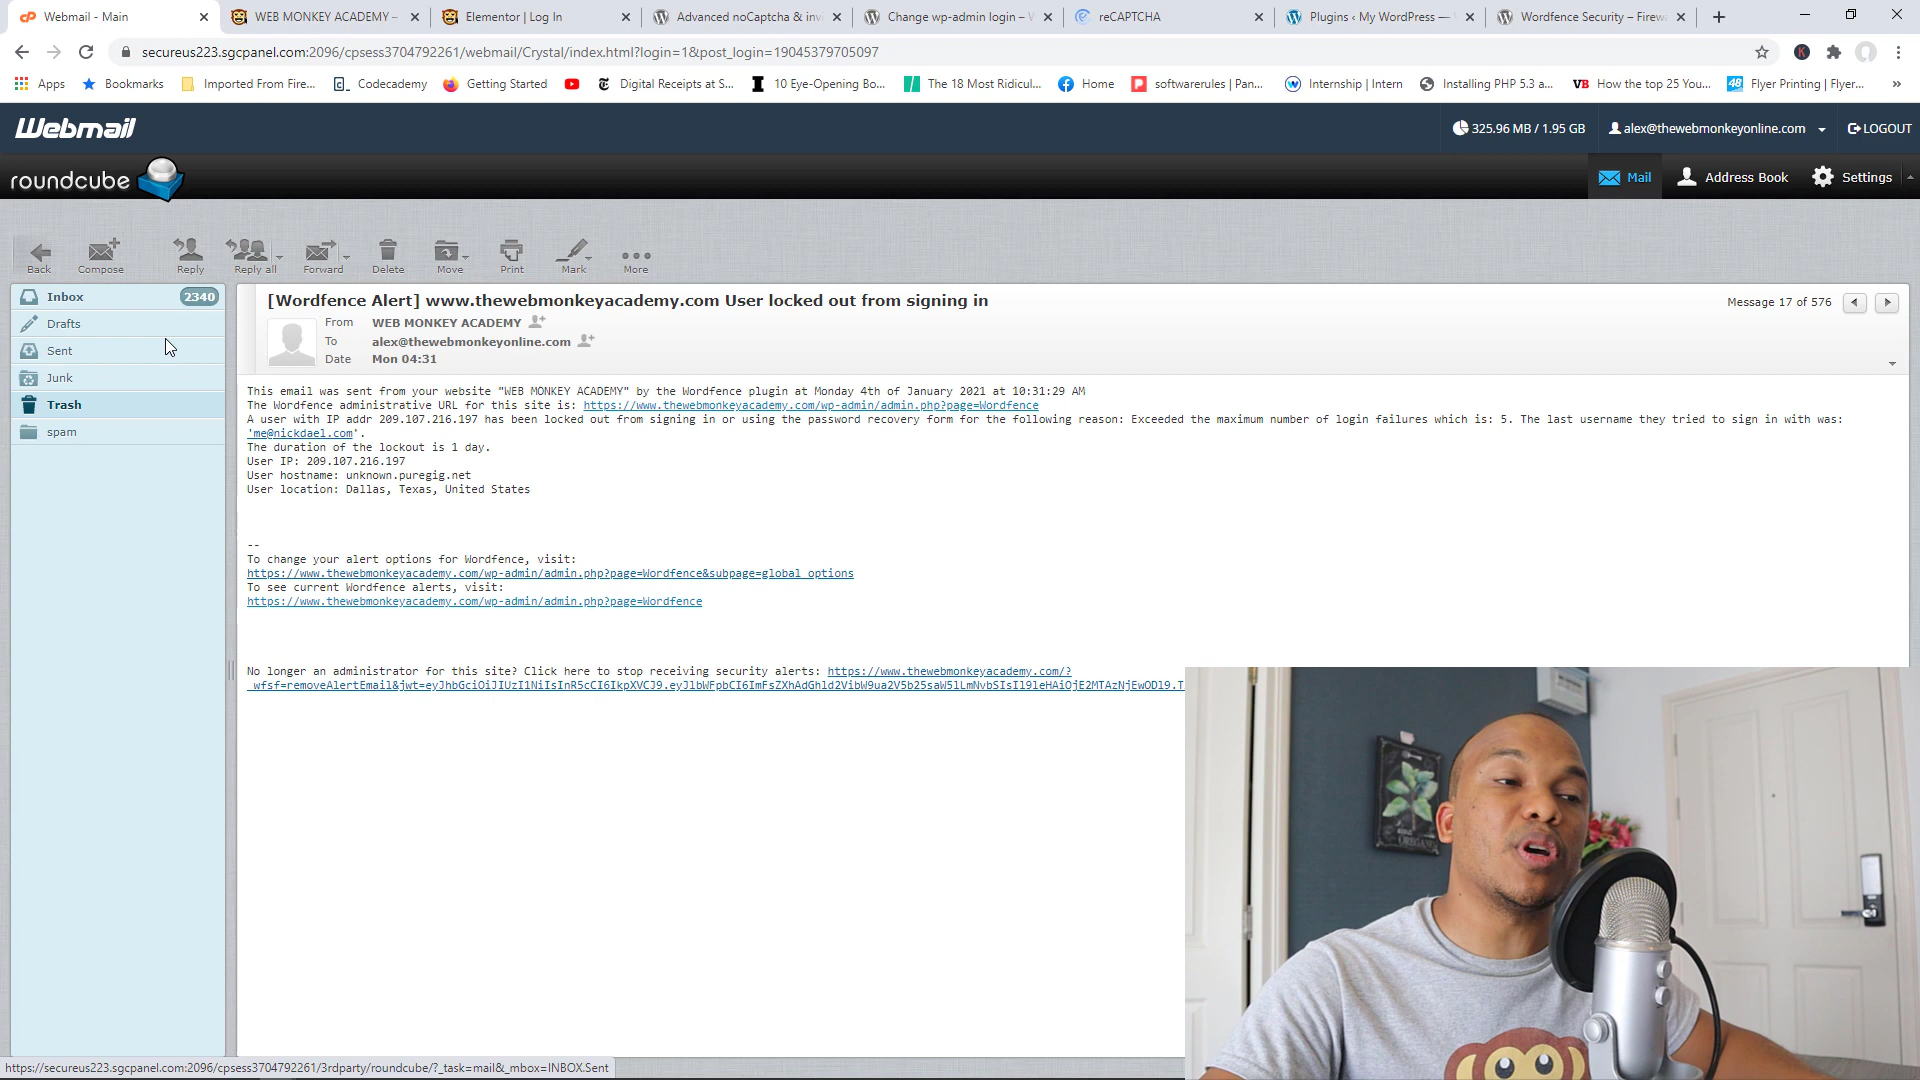 Webmail - Main
WEB MONKEY ACADEMY –
Elementor | Log In
Advanced noCaptcha & inv
Change wp-admin login – W
reCAPTCHA
Plugins ‹ My WordPress —
Wordfence Security – Firew
secureus223.sgcpanel.com:2096/cpsess3704792261/webmail/Crystal/index.html?login=1&post_login=19045379705097
K
Apps
Bookmarks
Imported From Fire...
Codecademy
Getting Started
Digital Receipts at S...
10 Eye-Opening Bo...
The 18 Most Ridicul...
Home
softwarerules | Pan...
Internship | Intern
Installing PHP 5.3 a...
VB How the top 25 You...
Flyer Printing | Flyer...
Webmail
325.96 MB / 1.95 GB
alex@thewebmonkeyonline.com
LOGOUT
roundcube
Mail
Address Book
Settings
Back
Compose
Reply
Reply all
Forward
Delete
Move
Print
Mark
More
Inbox 2340
Drafts
Sent
Junk
Trash
spam
[Wordfence Alert] www.thewebmonkeyacademy.com User locked out from signing in
Message 17 of 576
From WEB MONKEY ACADEMY
To alex@thewebmonkeyonline.com
Date Mon 04:31
This email was sent from your website "WEB MONKEY ACADEMY" by the Wordfence plugin at Monday 4th of January 2021 at 10:31:29 AM
The Wordfence administrative URL for this site is: https://www.thewebmonkeyacademy.com/wp-admin/admin.php?page=Wordfence
A user with IP addr 209.107.216.197 has been locked out from signing in or using the password recovery form for the following reason: Exceeded the maximum number of login failures which is: 5. The last username they tried to sign in with was:
'me@nickdael.com'.
The duration of the lockout is 1 day.
User IP: 209.107.216.197
User hostname: unknown.puregig.net
User location: Dallas, Texas, United States
--
To change your alert options for Wordfence, visit:
https://www.thewebmonkeyacademy.com/wp-admin/admin.php?page=Wordfence&subpage=global_options
To see current Wordfence alerts, visit:
https://www.thewebmonkeyacademy.com/wp-admin/admin.php?page=Wordfence
No longer an administrator for this site? Click here to stop receiving security alerts: https://www.thewebmonkeyacademy.com/?
OREGANO
https://secureus223.sgcpanel.com:2096/cpsess3704792261/3rdparty/roundcube/?_task=mail&_mbox=INBOX.Sent